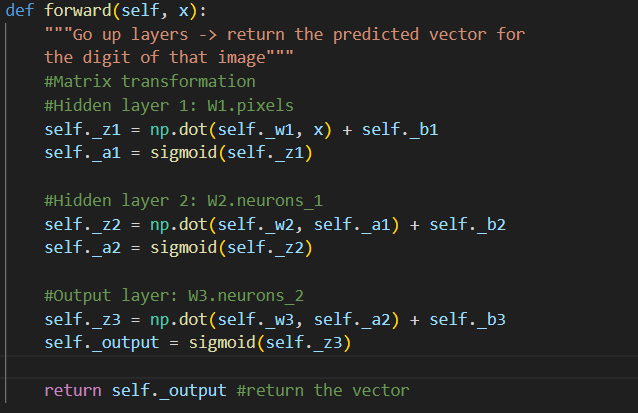 def forward(self, x):
    """Go up layers -> return the predicted vector for
    the digit of that image"""
    #Matrix transformation
    #Hidden layer 1: W1.pixels
    self._z1 = np.dot(self._w1, x) + self._b1
    self._a1 = sigmoid(self._z1)

    #Hidden layer 2: W2.neurons_1
    self._z2 = np.dot(self._w2, self._a1) + self._b2
    self._a2 = sigmoid(self._z2)

    #Output layer: W3.neurons_2
    self._z3 = np.dot(self._w3, self._a2) + self._b3
    self._output = sigmoid(self._z3)

    return self._output #return the vector